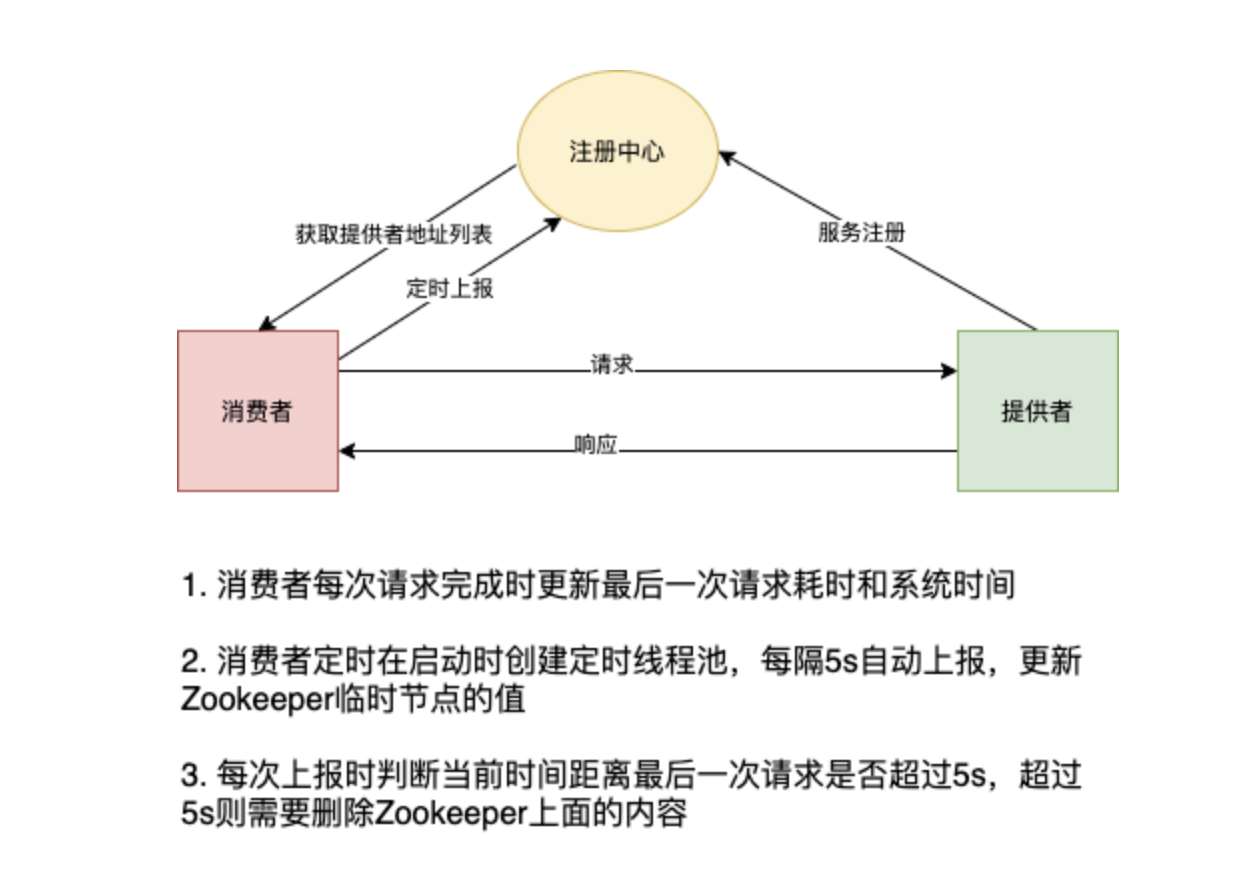 注册中心
获取提供者地址列表
服务注册
定时上报
请求
消费者
提供者
响应
1. 消费者每次请求完成时更新最后一次请求耗时和系统时间
2. 消费者定时在启动时创建定时线程池，每隔5s自动上报，更新
Zookeeper临时节点的值
3. 每次上报时判断当前时间距离最后一次请求是否超过5s，超过
5s则需要删除Zookeeper上面的内容